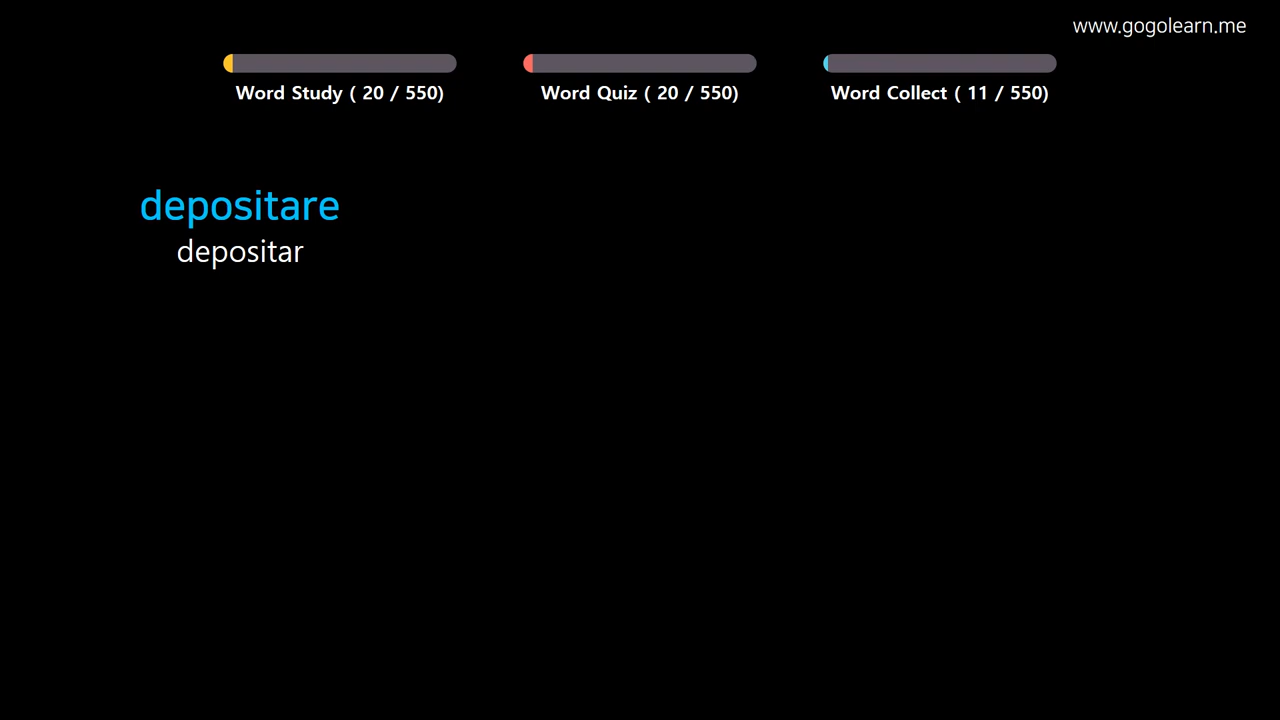 www.gogolearn.me
Word Study ( 20 / 550)
Word Quiz ( 20 / 550)
Word Collect ( 11 / 550)
depositare
depositar